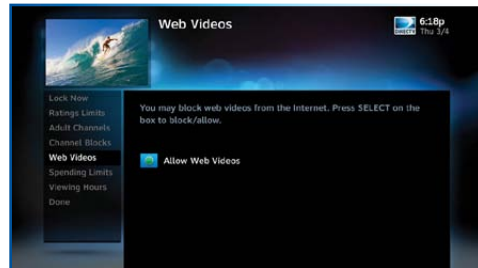 Web Videos
6:18p
DIRECTV Thu 3/4
Lock Now
Ratings Limits
Adult Channels
Channel Blocks
Web Videos
Spending Limits
Viewing Hours
Done
You may block web videos from the Internet. Press SELECT on the
box to block/allow.
Allow Web Videos